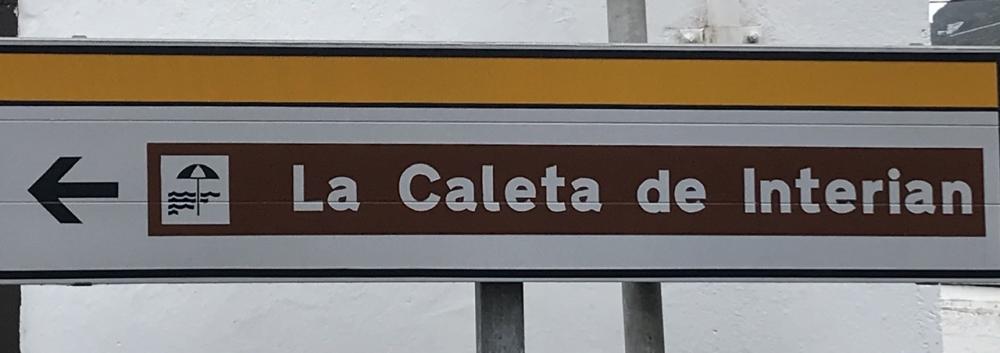 La Caleta de Interian